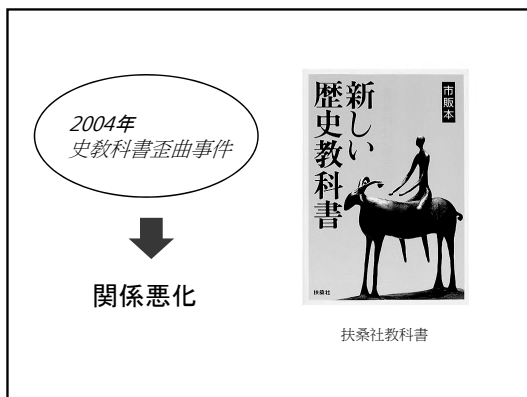 2004年
史教科書歪曲事件
関係悪化
市販本
新しい
歴史教科書
扶桑社
扶桑社教科書